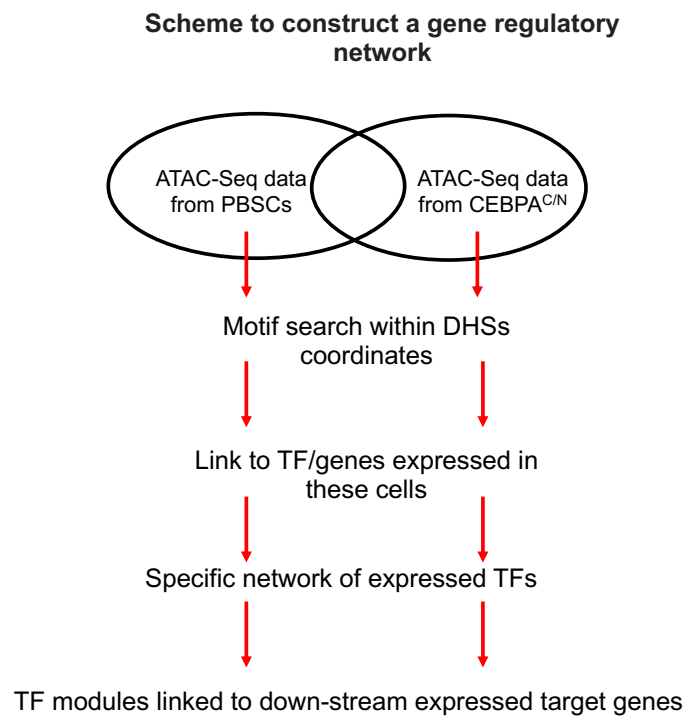 Scheme to construct a gene regulatory
network
ATAC-Seq data
from PBSCs
ATAC-Seq data
from CEBPA^C/N
Motif search within DHSs
coordinates
Link to TF/genes expressed in
these cells
Specific network of expressed TFs
TF modules linked to down-stream expressed target genes